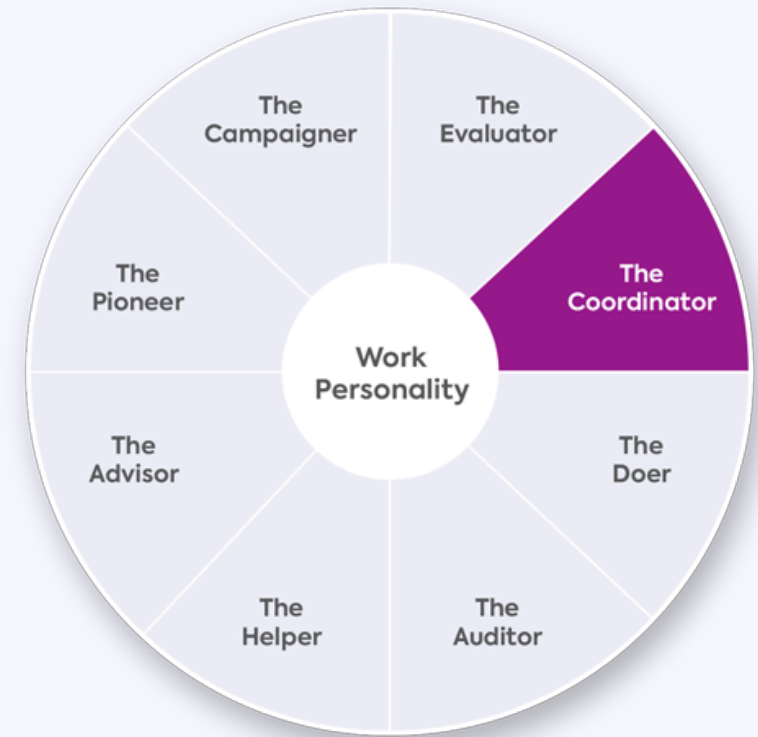 The
Campaigner
The
Evaluator
The
Pioneer
The
Coordinator
Work
Personality
The
Advisor
The
Doer
The
Helper
The
Auditor